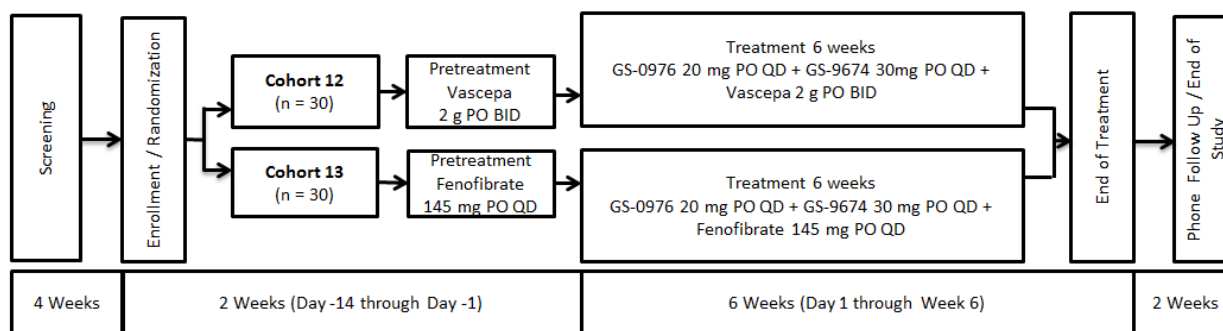 Screening
Enrollment / Randomization
Cohort 12
(n = 30)
Pretreatment
Vascepa
2 g PO BID
Treatment 6 weeks
GS-0976 20 mg PO QD + GS-9674 30mg PO QD +
Vascepa 2 g PO BID
Cohort 13
(n = 30)
Pretreatment
Fenofibrate
145 mg PO QD
Treatment 6 weeks
GS-0976 20 mg PO QD + GS-9674 30 mg PO QD +
Fenofibrate 145 mg PO QD
End of Treatment
Phone Follow Up / End of
Study
4 Weeks
2 Weeks (Day -14 through Day -1)
6 Weeks (Day 1 through Week 6)
2 Weeks